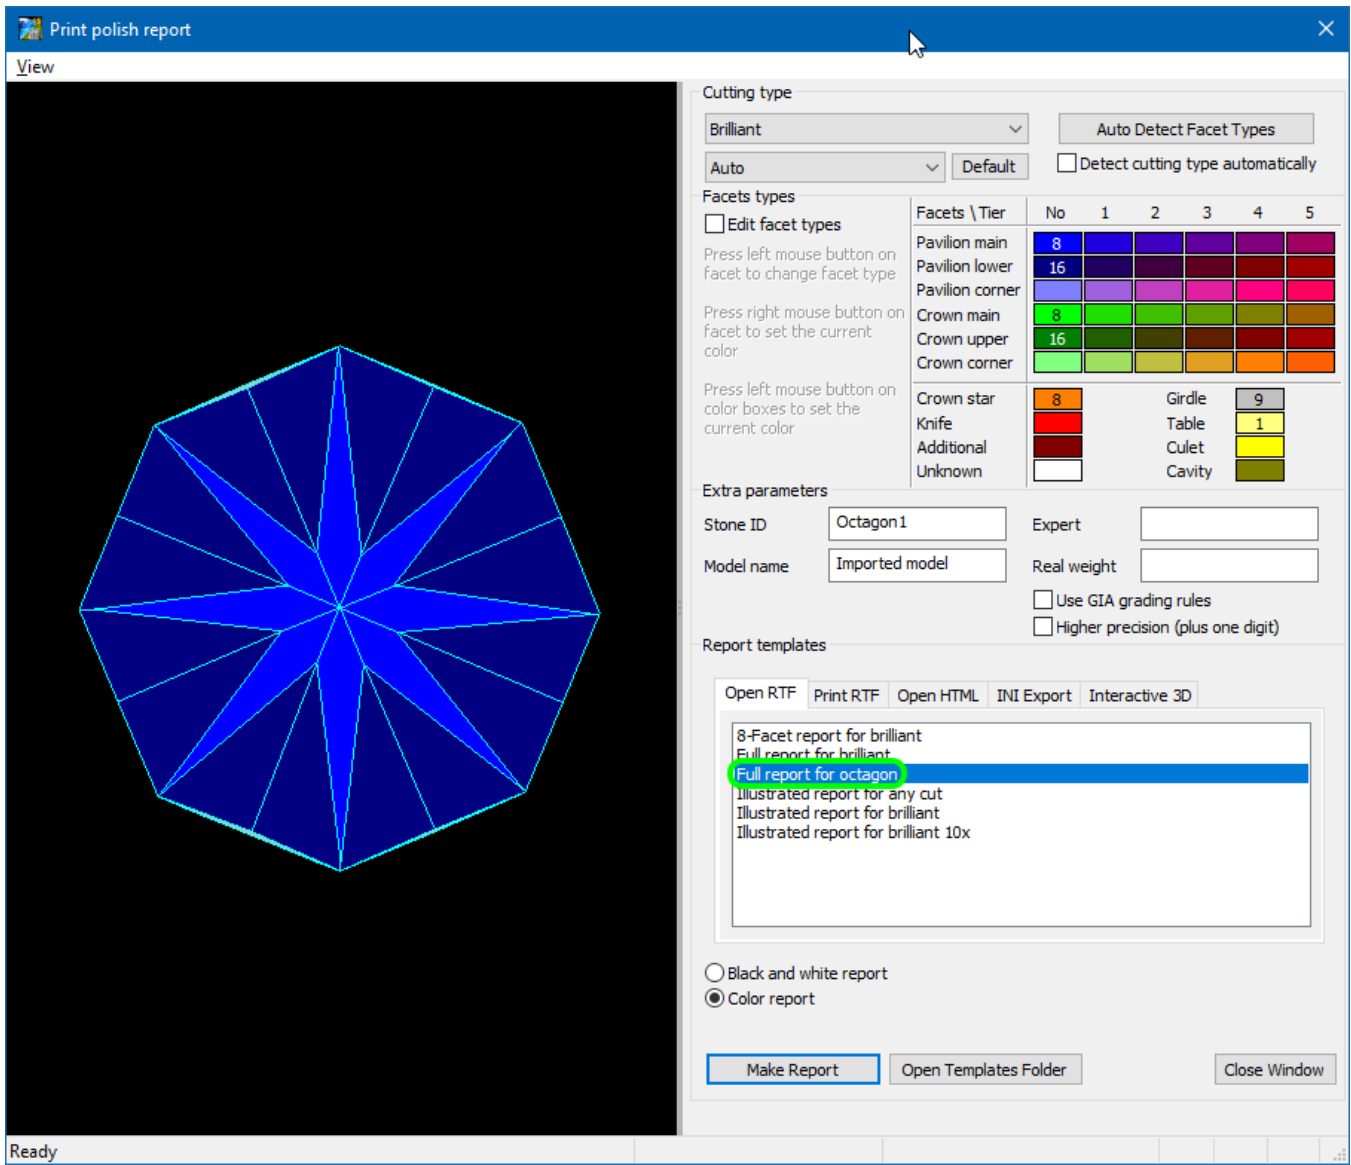 Print polish report
View
Cutting type
Brilliant
Auto Detect Facet Types
Auto
Default
Detect cutting type automatically
Facets types
Edit facet types
Press left mouse button on
facet to change facet type
Press right mouse button on
facet to set the current
color
Press left mouse button on
color boxes to set the
current color
Facets \ Tier No 1 2 3 4 5
Pavilion main 8
Pavilion lower 16
Pavilion corner
Crown main 8
Crown upper 16
Crown corner
Crown star 8 Girdle 9
Knife Table 1
Additional Culet
Unknown Cavity
Extra parameters
Stone ID Octagon1 Expert
Model name Imported model Real weight
Use GIA grading rules
Higher precision (plus one digit)
Report templates
Open RTF Print RTF Open HTML INI Export Interactive 3D
8-Facet report for brilliant
Full report for brilliant
Full report for octagon
Illustrated report for any cut
Illustrated report for brilliant
Illustrated report for brilliant 10x
Black and white report
Color report
Make Report Open Templates Folder Close Window
Ready